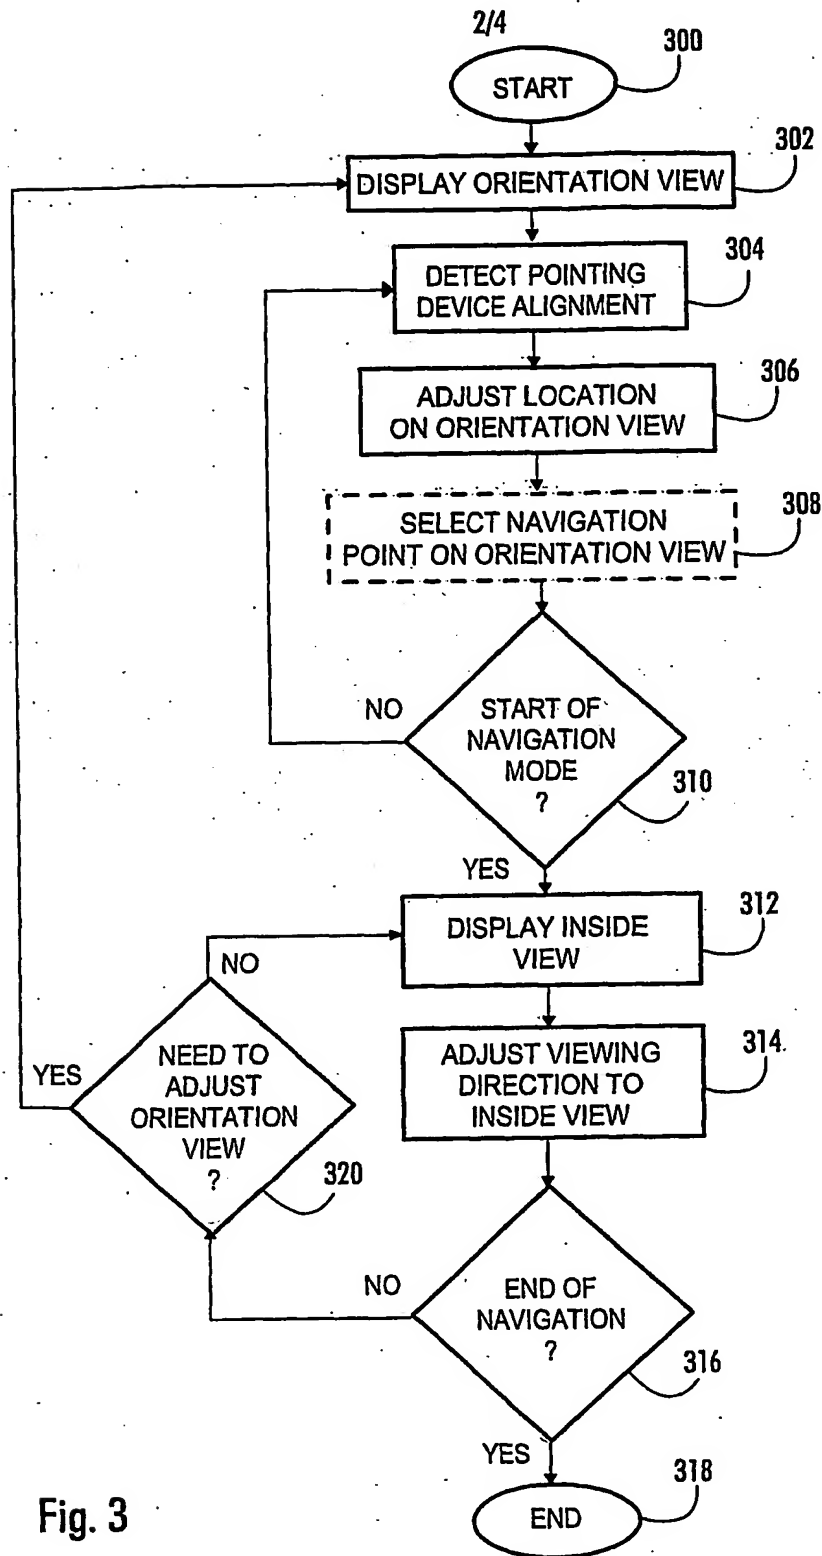 2/4
START
300
DISPLAY ORIENTATION VIEW
302
DETECT POINTING
DEVICE ALIGNMENT
304
ADJUST LOCATION
ON ORIENTATION VIEW
306
SELECT NAVIGATION
POINT ON ORIENTATION VIEW
308
START OF
NAVIGATION
MODE
?
310
NO
YES
DISPLAY INSIDE
VIEW
312
ADJUST VIEWING
DIRECTION TO
INSIDE VIEW
314
END OF
NAVIGATION
?
316
NO
NEED TO
ADJUST
ORIENTATION
VIEW
?
320
NO
YES
YES
END
318
Fig. 3